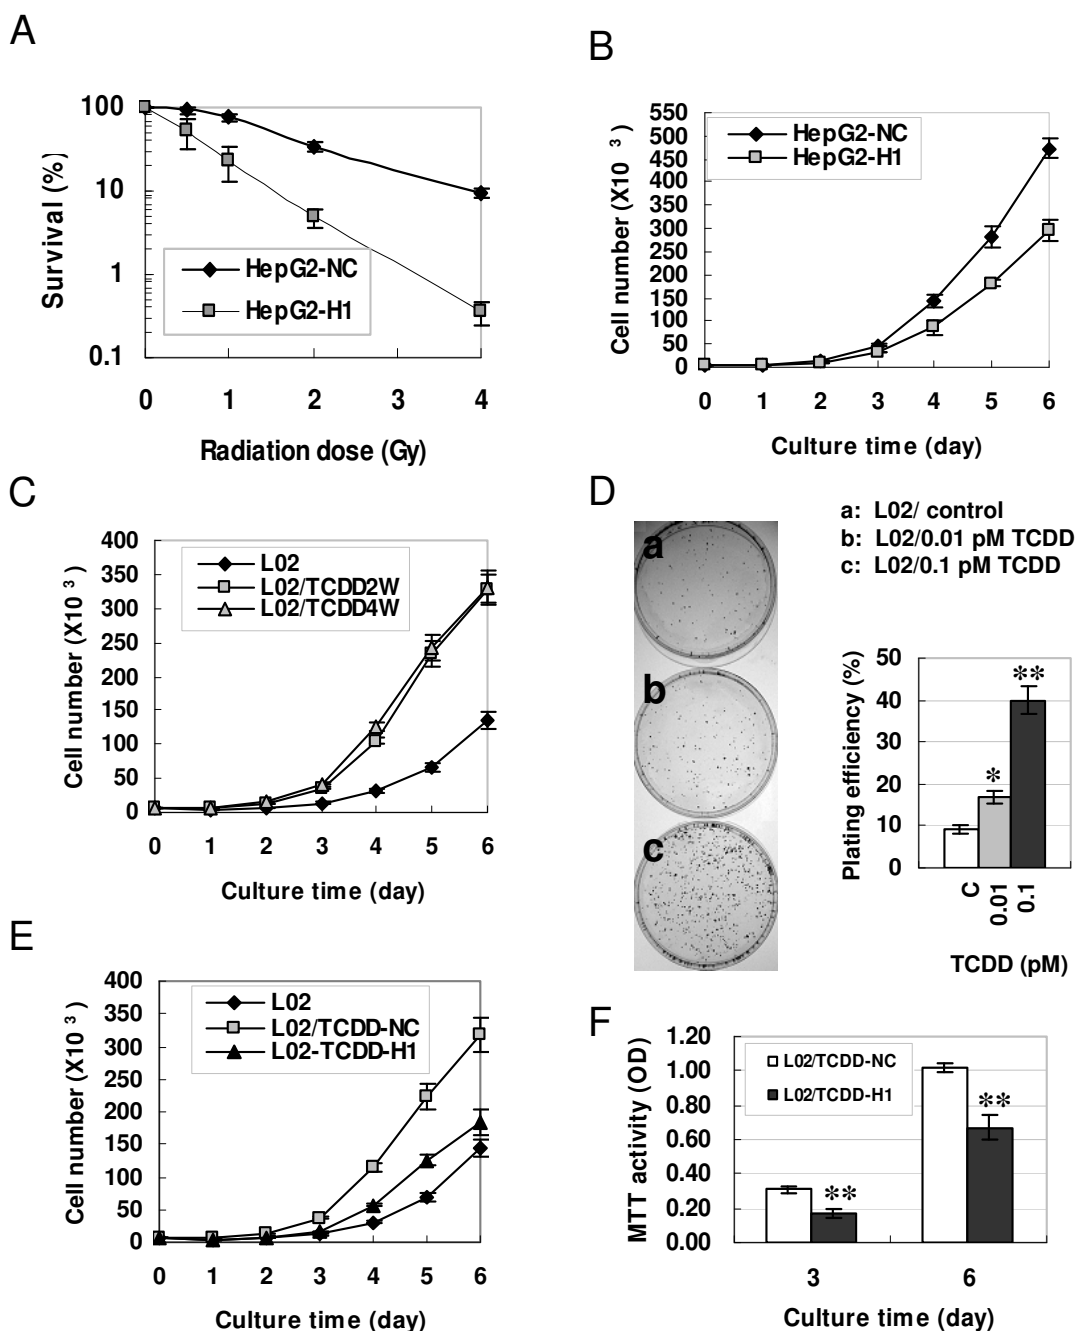 A
100
10
1
0.1
Survival (%)
HepG2-NC
HepG2-H1
0 1 2 3 4
Radiation dose (Gy)
B
550
500
450
400
350
300
250
200
150
100
50
0
Cell number (X10 3 )
HepG2-NC
HepG2-H1
0 1 2 3 4 5 6
Culture time (day)
C
400
350
300
250
200
150
100
50
0
Cell number (X10 3 )
L02
L02/TCDD2W
L02/TCDD4W
0 1 2 3 4 5 6
Culture time (day)
D
a: L02/ control
b: L02/0.01 pM TCDD
c: L02/0.1 pM TCDD
a
b
c
50
40
30
20
10
0
Plating efficiency (%)
*
**
C 0.01 0.1
TCDD (pM)
E
400
350
300
250
200
150
100
50
0
Cell number (X10 3 )
L02
L02/TCDD-NC
L02-TCDD-H1
0 1 2 3 4 5 6
Culture time (day)
F
1.20
1.00
0.80
0.60
0.40
0.20
0.00
MTT activity (OD)
L02/TCDD-NC
L02/TCDD-H1
**
**
3 6
Culture time (day)